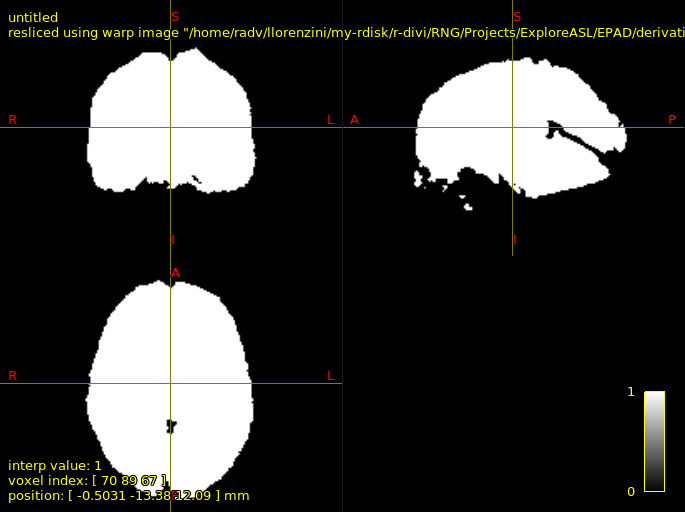 untitled
resliced using warp image "/home/radv/llorenzini/my-rdisk/r-divi/RNG/Projects/ExploreASL/EPAD/derivati
S
S
R
L
A
P
I
I
A
R
L
1
interp value: 1
voxel index: [ 70 89 67 ]
0
position: [ -0.5031 -13.38 12.09 ] mm